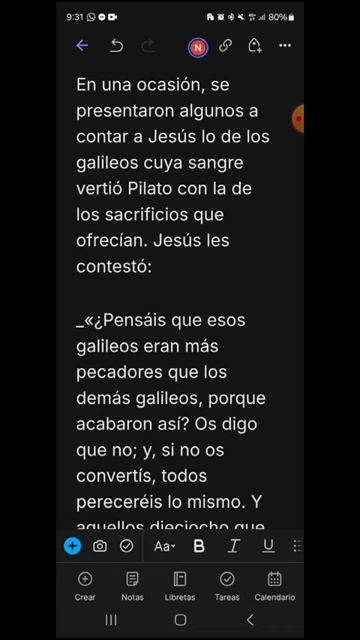 9:31
80%
N
En una ocasión, se
presentaron algunos a
contar a Jesús lo de los
galileos cuya sangre
vertió Pilato con la de
los sacrificios que
ofrecían. Jesús les
contestó:
_«¿Pensáis que esos
galileos eran más
pecadores que los
demás galileos, porque
acabaron así? Os digo
que no; y, si no os
convertís, todos
pereceréis lo mismo. Y
aquellos dieciocho que
Aa B I U
Crear Notas Libretas Tareas Calendario